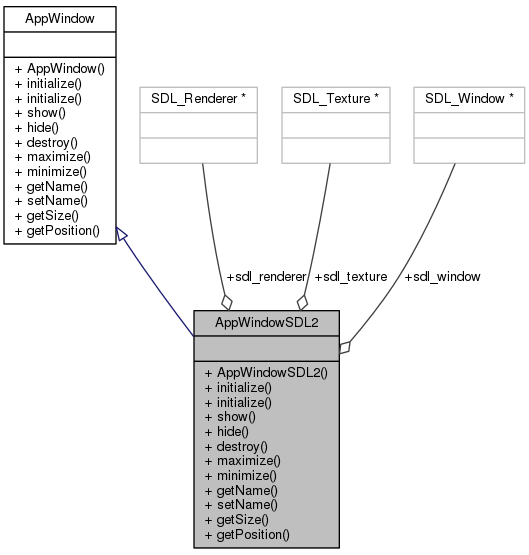 AppWindow
+ AppWindow()
+ initialize()
+ initialize()
+ show()
+ hide()
+ destroy()
+ maximize()
+ minimize()
+ getName()
+ setName()
+ getSize()
+ getPosition()
SDL_Renderer *
SDL_Texture *
SDL_Window *
+sdl_renderer
+sdl_texture
+sdl_window
AppWindowSDL2
+ AppWindowSDL2()
+ initialize()
+ initialize()
+ show()
+ hide()
+ destroy()
+ maximize()
+ minimize()
+ getName()
+ setName()
+ getSize()
+ getPosition()